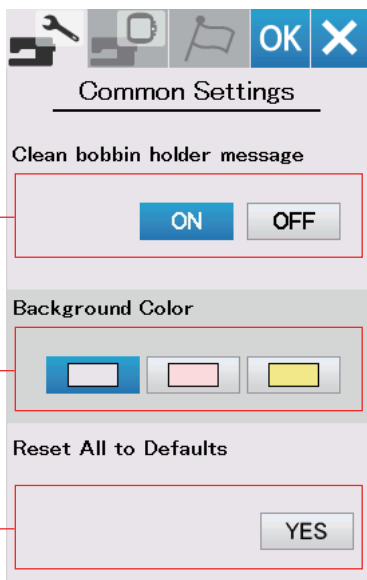 OK
Common Settings
Clean bobbin holder message
ON OFF
Background Color
Reset All to Defaults
YES